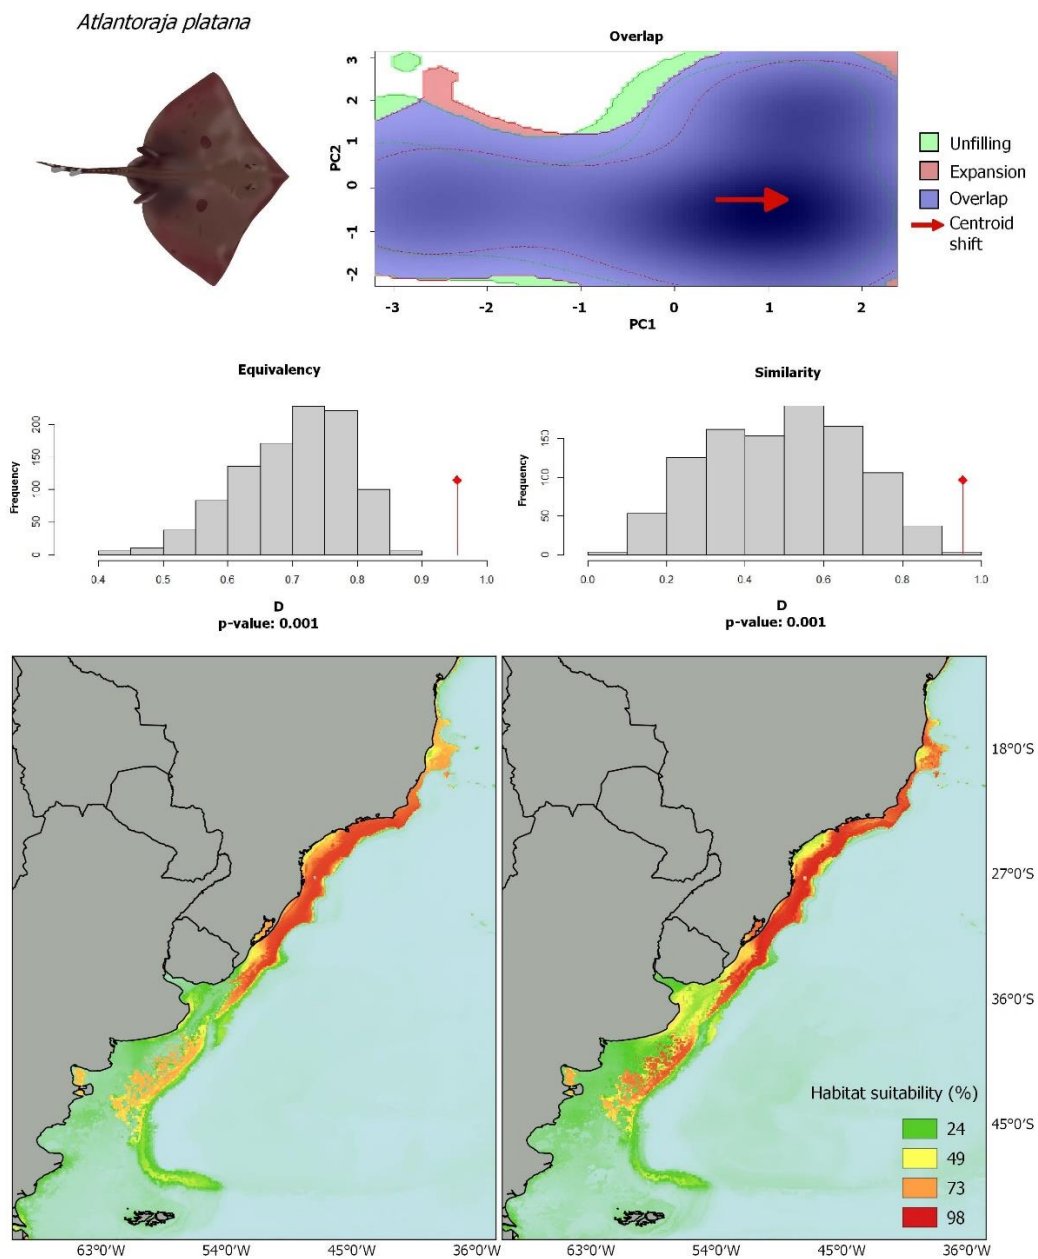 Atlantoraja platana
Overlap
PC2
3
2
1
0
-1
-2
-3
-2
-1
0
1
2
PC1
Unfilling
Expansion
Overlap
Centroid
shift
Equivalency
Frequency
200
150
100
50
0
0.4
0.5
0.6
0.7
0.8
0.9
1.0
D
p-value: 0.001
Similarity
Frequency
150
100
50
0
0.0
0.2
0.4
0.6
0.8
1.0
D
p-value: 0.001
18°0'S
27°0'S
36°0'S
45°0'S
Habitat suitability (%)
24
49
73
98
63°0'W
54°0'W
45°0'W
36°0'W
63°0'W
54°0'W
45°0'W
36°0'W